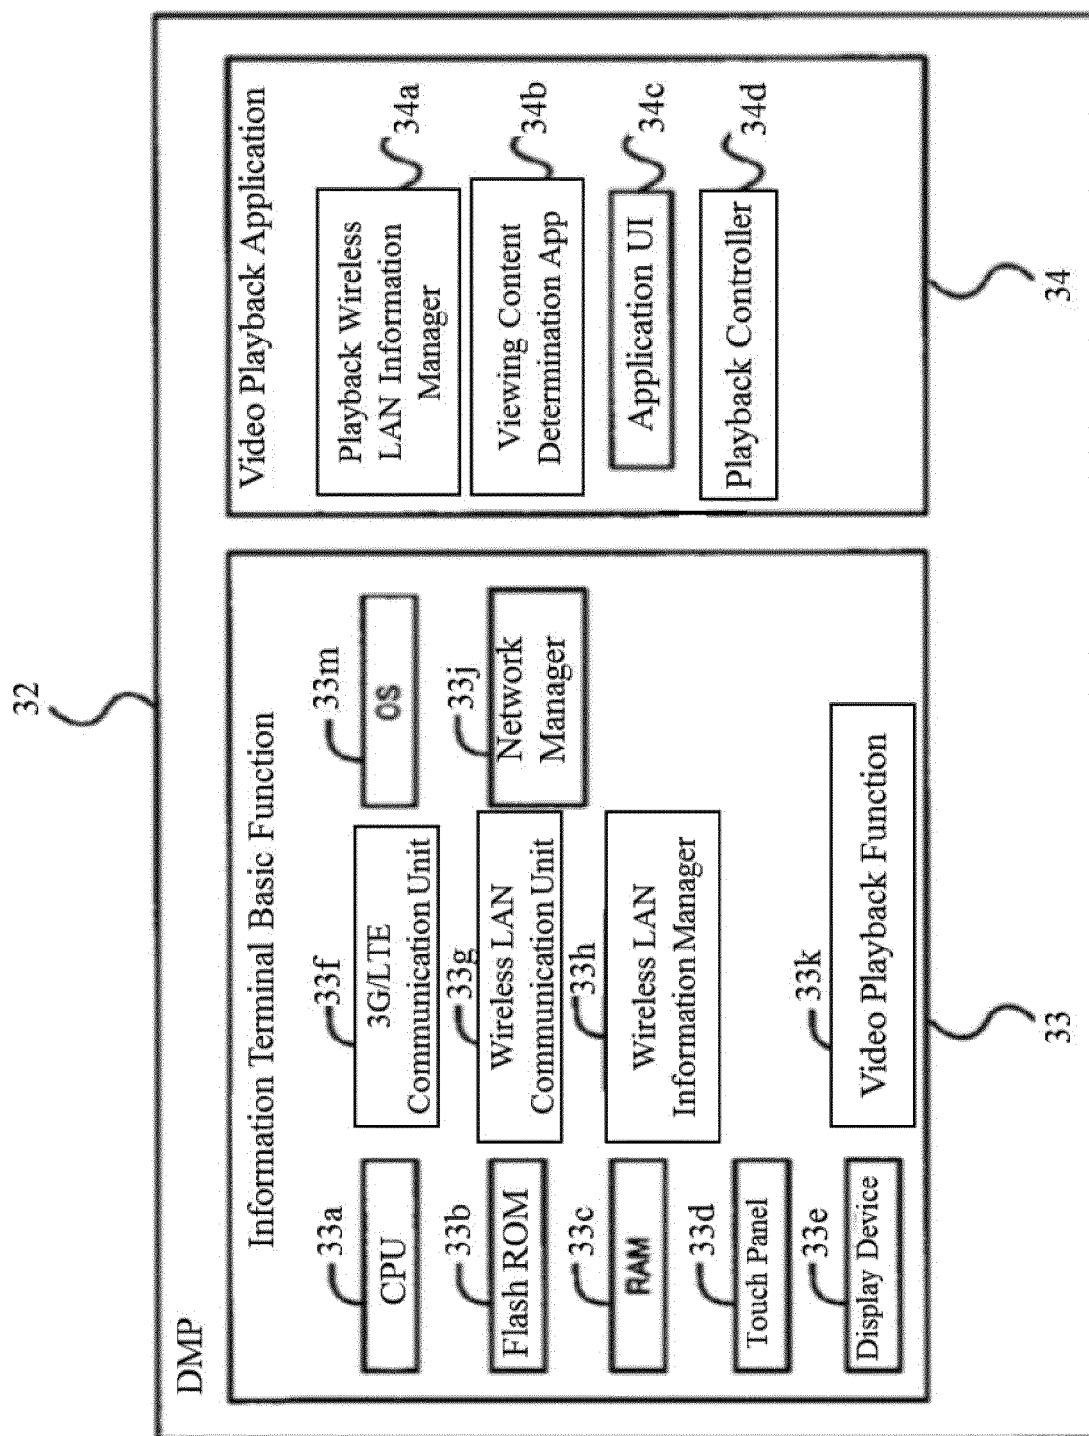 32
DMP
Information Terminal Basic Function
33a
CPU
33b
Flash ROM
33c
RAM
33d
Touch Panel
33e
Display Device
33f
3G/LTE
Communication Unit
33g
Wireless LAN
Communication Unit
33h
Wireless LAN
Information Manager
33k
Video Playback Function
33m
OS
33j
Network
Manager
33
Video Playback Application
Playback Wireless
LAN Information
Manager
34a
Viewing Content
Determination App
34b
Application UI
34c
Playback Controller
34d
34